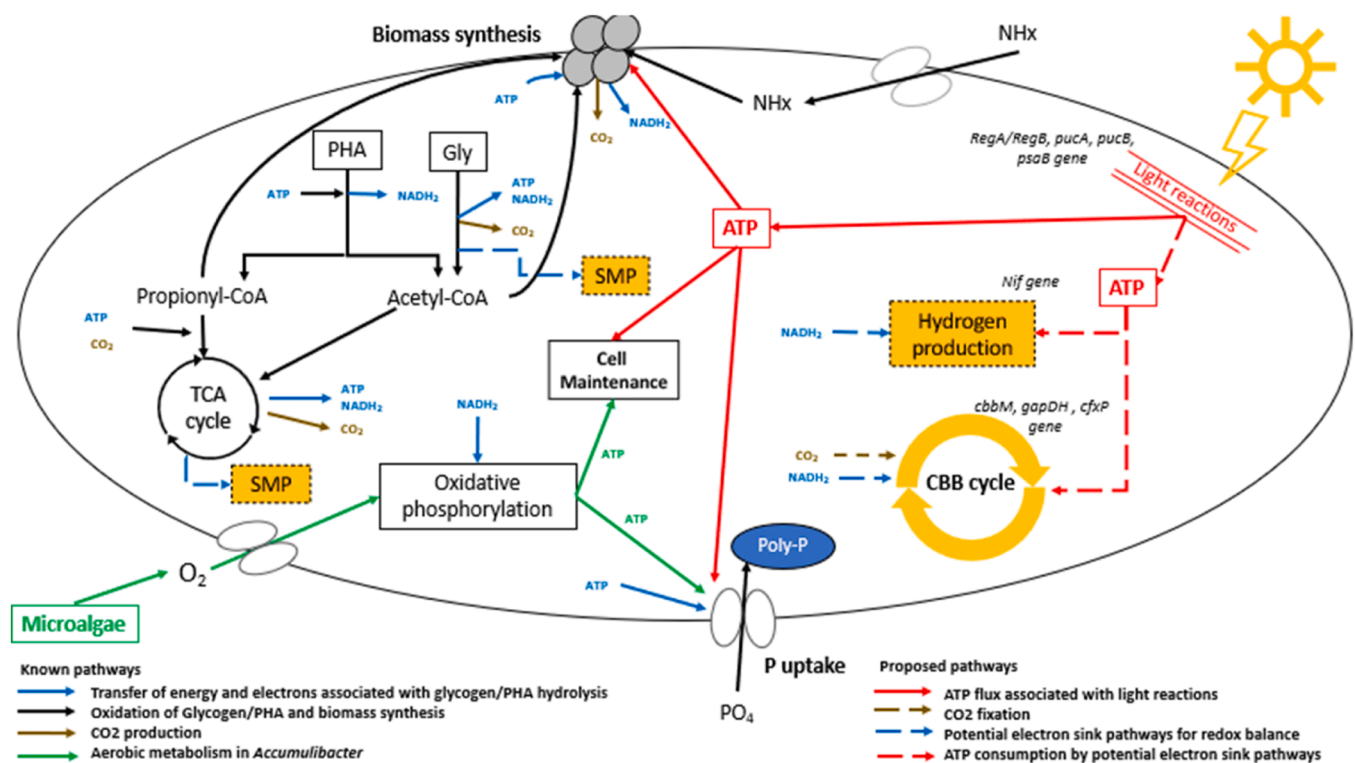 Biomass synthesis
NHx
NHx
ATP
CO₂
NADH₂
RegA/RegB, pucA, pucB,
psaB gene
Light reactions
PHA
Gly
ATP
NADH₂
ATP
NADH₂
CO₂
SMP
ATP
ATP
Nif gene
Propionyl-CoA
Acetyl-CoA
ATP
CO₂
NADH₂
Hydrogen
production
Cell
Maintenance
TCA
cycle
ATP
NADH₂
CO₂
NADH₂
cbbM, gapDH , cfxP
gene
SMP
Oxidative
phosphorylation
ATP
ATP
CO₂
NADH₂
CBB cycle
Poly-P
O₂
ATP
Microalgae
P uptake
PO₄
Known pathways
Transfer of energy and electrons associated with glycogen/PHA hydrolysis
Oxidation of Glycogen/PHA and biomass synthesis
CO2 production
Aerobic metabolism in Accumulibacter
Proposed pathways
ATP flux associated with light reactions
CO2 fixation
Potential electron sink pathways for redox balance
ATP consumption by potential electron sink pathways